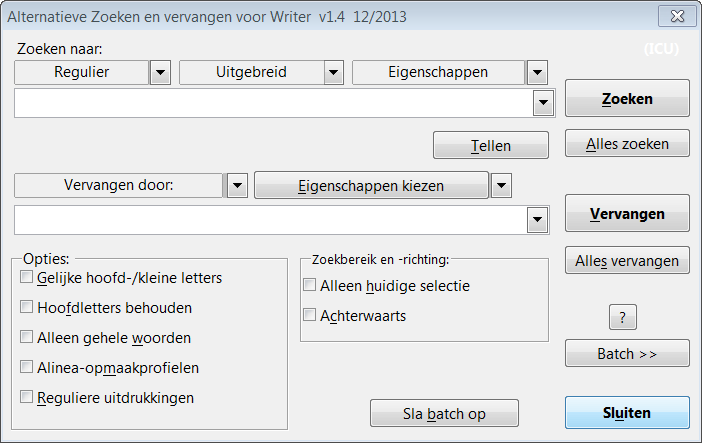 Alternatieve Zoeken en vervangen voor Writer v1.4 12/2013
Zoeken naar:
(ICU)
Regulier
Uitgebreid
Eigenschappen
Zoeken
Tellen
Alles zoeken
Vervangen door:
Eigenschappen kiezen
Vervangen
Opties:
Gelijke hoofd-/kleine letters
Hoofdletters behouden
Alleen gehele woorden
Alinea-opmaakprofielen
Reguliere uitdrukkingen
Zoekbereik en -richting:
Alleen huidige selectie
Achterwaarts
Alles vervangen
?
Batch >>
Sla batch op
Sluiten